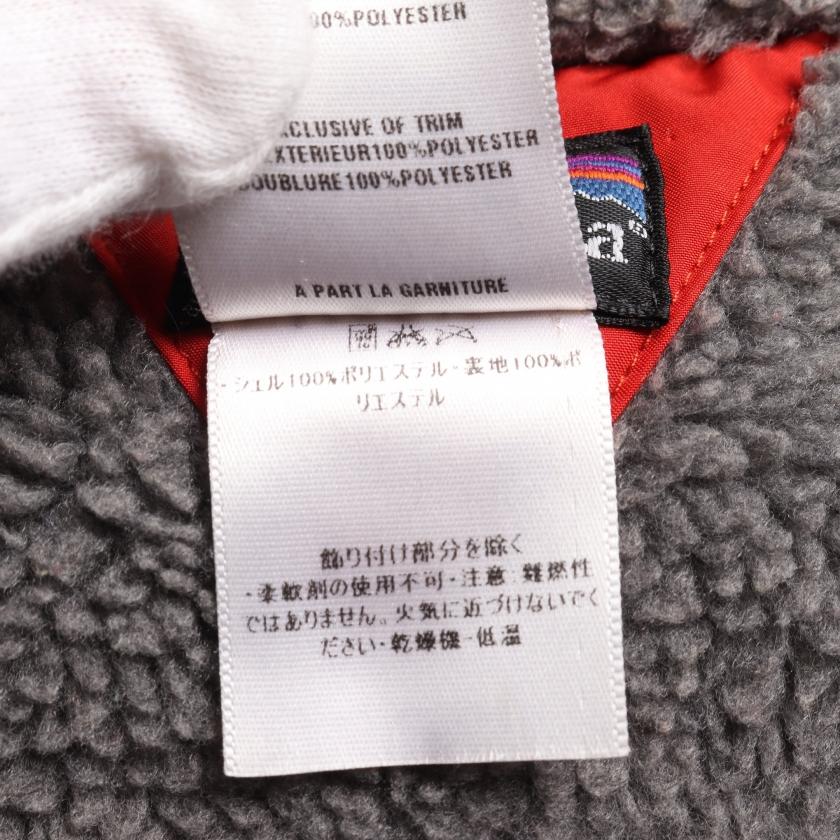 00%POLYESTER
XCLUSIVE OF TRIM
EXTERIEUR100%POLYESTER
DOUBLURE100%POLYESTER
A PART LA GARNITURE
・シェル100%ポリエステル・裏地100%ポ
リエステル
飾り付け部分を除く
・柔軟剤の使用不可・注意:難燃性
ではありません。火気に近づけないでく
ださい・乾燥機-低温
a®